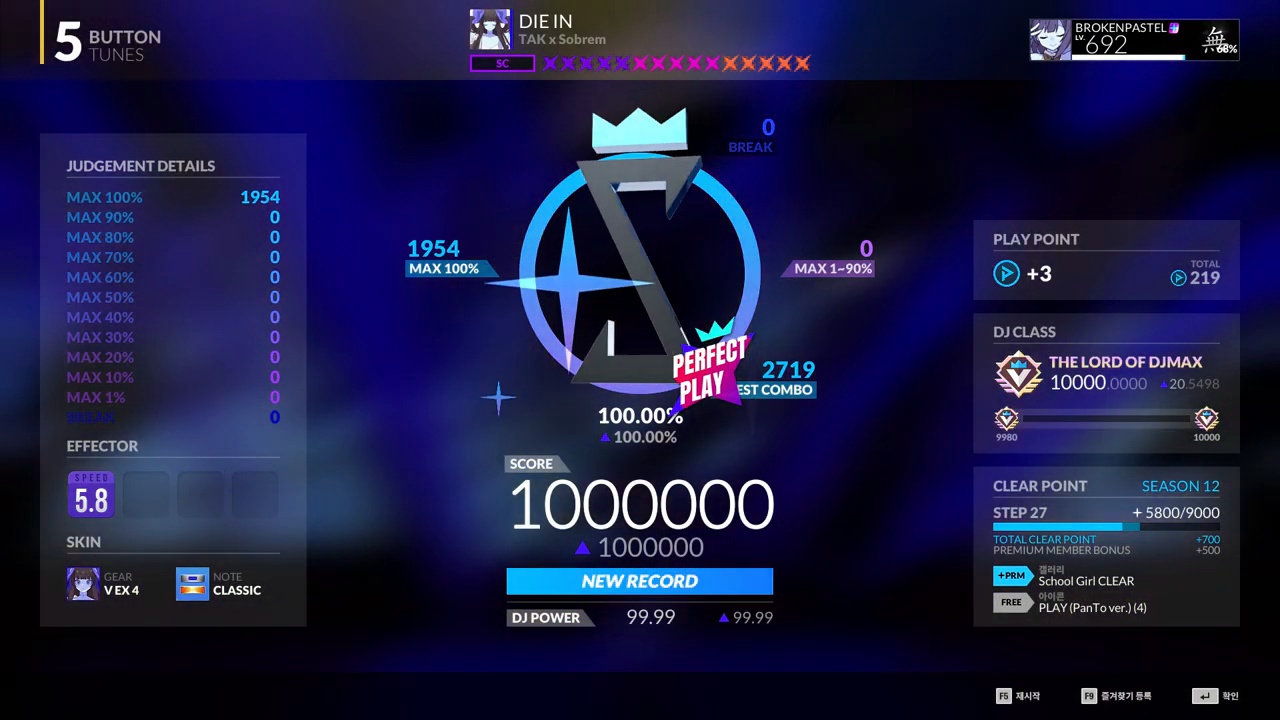 5 BUTTON
TUNES
DIE IN
TAK x Sobrem
SC
BROKENPASTEL
LV. 692
無
68%
JUDGEMENT DETAILS
MAX 100% 1954
MAX 90% 0
MAX 80% 0
MAX 70% 0
MAX 60% 0
MAX 50% 0
MAX 40% 0
MAX 30% 0
MAX 20% 0
MAX 10% 0
MAX 1% 0
BREAK 0
EFFECTOR
SPEED
5.8
SKIN
GEAR
V EX 4
NOTE
CLASSIC
0
BREAK
1954
MAX 100%
0
MAX 1~90%
PERFECT
PLAY
2719
EST COMBO
100.00%
100.00%
SCORE
1000000
1000000
NEW RECORD
DJ POWER 99.99 99.99
PLAY POINT
+3
TOTAL
219
DJ CLASS
THE LORD OF DJMAX
10000.0000 20.5498
9980 10000
CLEAR POINT SEASON 12
STEP 27 + 5800/9000
TOTAL CLEAR POINT +700
PREMIUM MEMBER BONUS +500
+PRM 갤러리
School Girl CLEAR
FREE 아이콘
PLAY (PanTo ver.) (4)
F5 재시작
F9 즐겨찾기 등록
확인